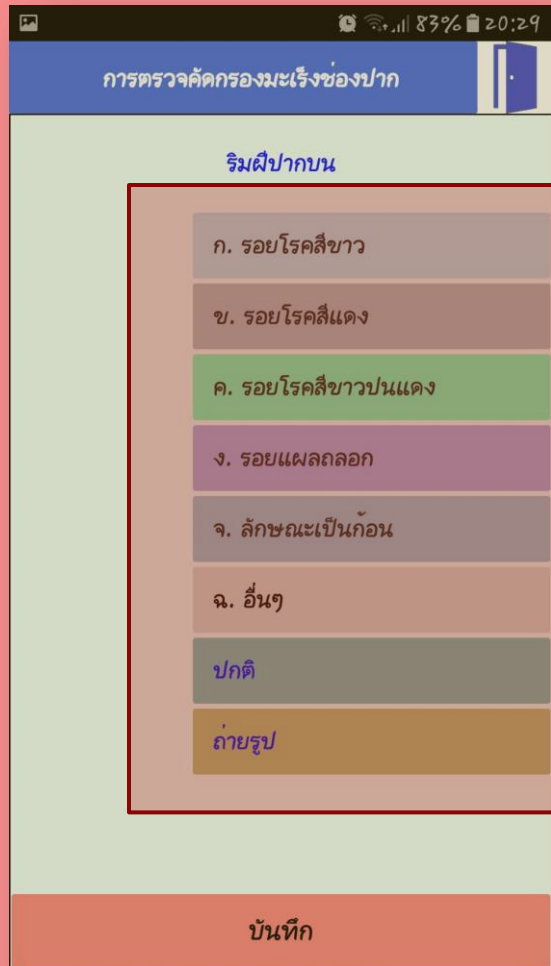 83% 20:29
การตรวจคัดกรองมะเร็งช่องปาก
ริมฝีปากบน
ก. รอยโรคสีขาว
ข. รอยโรคสีแดง
ค. รอยโรคสีขาวปนแดง
ง. รอยแผลถลอก
จ. ลักษณะเป็นก้อน
ฉ. อื่นๆ
ปกติ
ถ่ายรูป
บันทึก